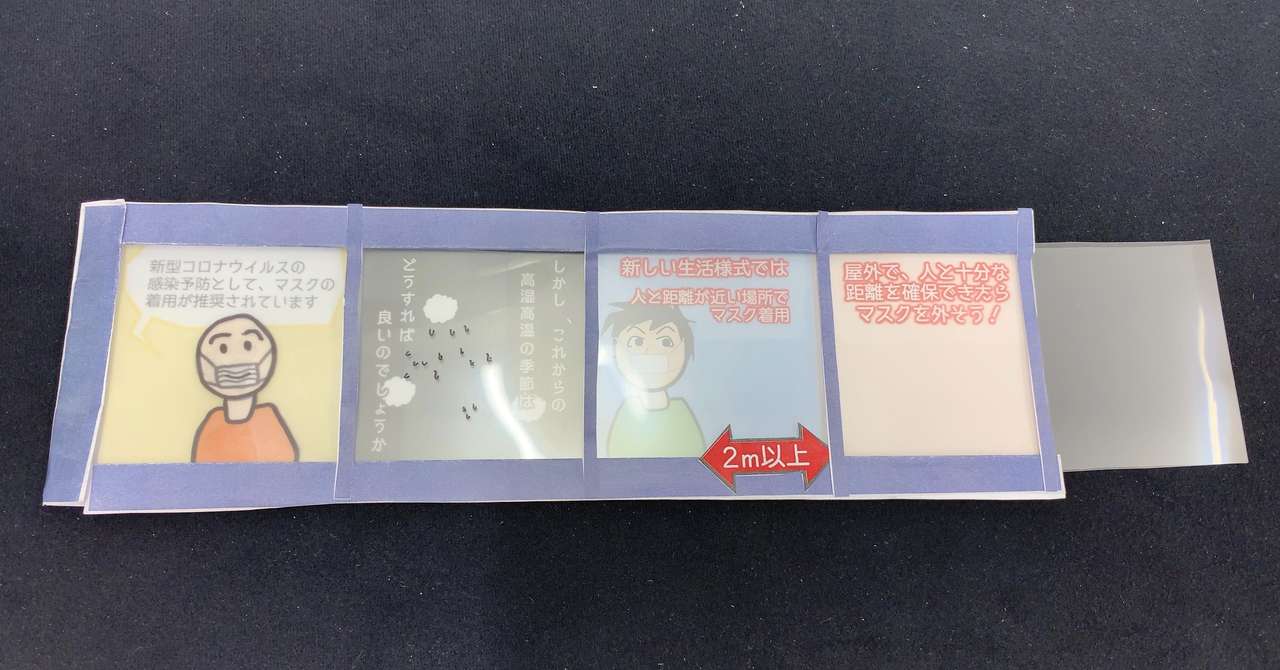 新型コロナウイルスの
感染予防として、マスクの
着用が推奨されています
しかし、これからの
高湿高温の季節は
どうすれば
良いのでしょうか
新しい生活様式では
人と距離が近い場所で
マスク着用
2m以上
屋外で、人と十分な
距離を確保できたら
マスクを外そう!